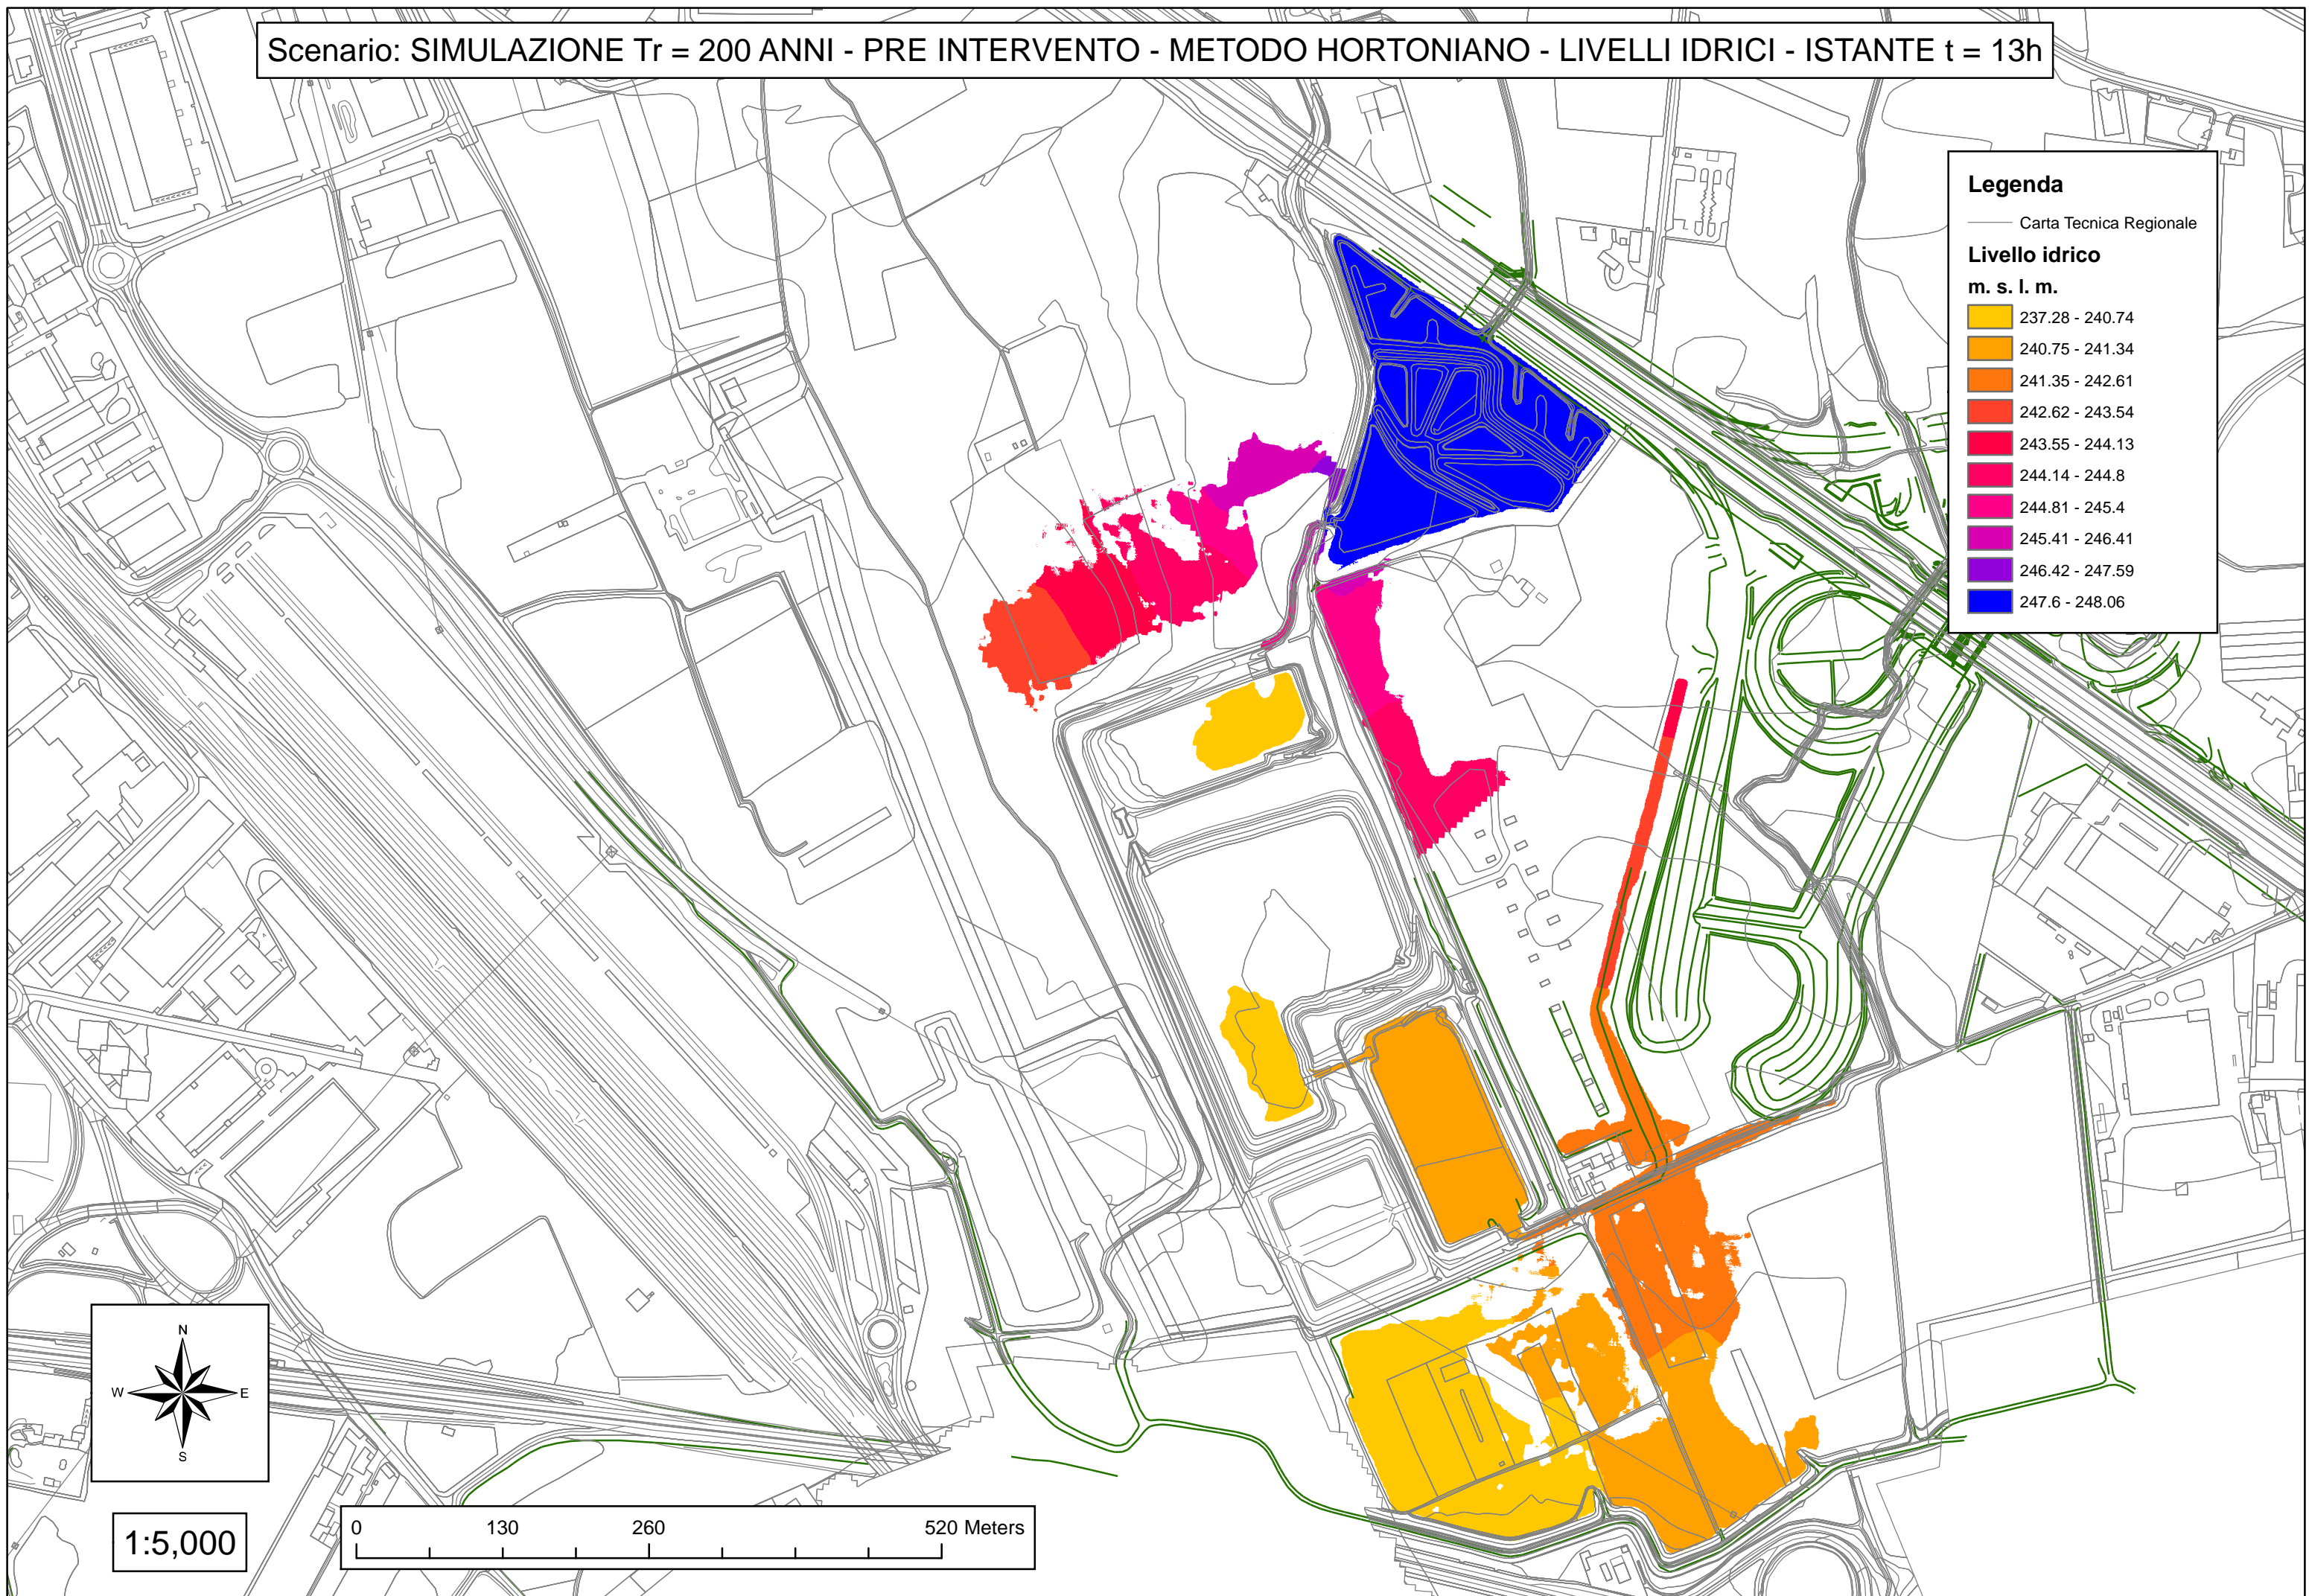 Scenario: SIMULAZIONE Tr = 200 ANNI - PRE INTERVENTO - METODO HORTONIANO - LIVELLI IDRICI - ISTANTE t = 13h
Legenda
Carta Tecnica Regionale
Livello idrico
m. s. l. m.
237.28 - 240.74
240.75 - 241.34
241.35 - 242.61
242.62 - 243.54
243.55 - 244.13
244.14 - 244.8
244.81 - 245.4
245.41 - 246.41
246.42 - 247.59
247.6 - 248.06
N
W E
S
1:5,000
0 130 260 520 Meters